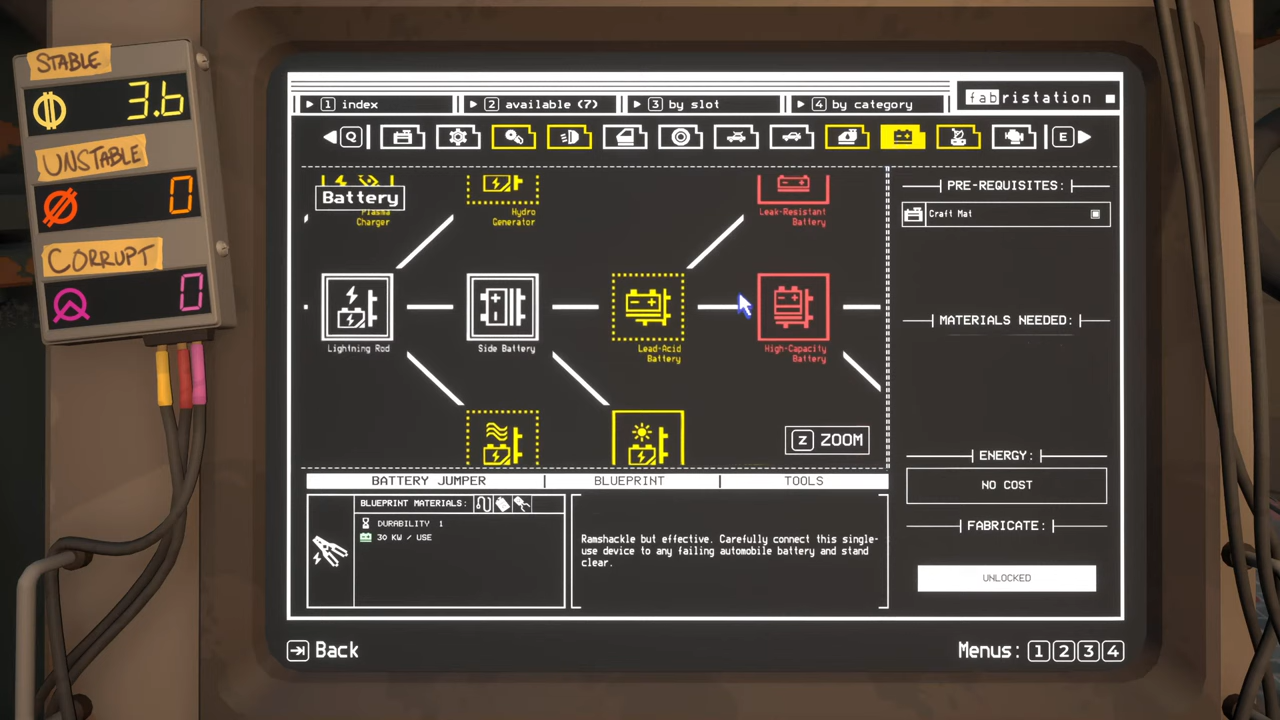 STABLE
3.6
UNSTABLE
0
CORRUPT
0
1 index
2 available (7)
3 by slot
4 by category
fabristation
Q
E
Battery
Plasma
Charger
Hydro
Generator
Leak-Resistant
Battery
Lightning Rod
Side Battery
Lead-Acid
Battery
High-Capacity
Battery
Z ZOOM
PRE-REQUISITES:
Craft Mat
MATERIALS NEEDED:
ENERGY:
NO COST
FABRICATE:
UNLOCKED
BATTERY JUMPER
BLUEPRINT
TOOLS
BLUEPRINT MATERIALS:
DURABILITY 1
30 KW / USE
Ramshackle but effective. Carefully connect this single-
use device to any failing automobile battery and stand
clear.
Back
Menus: 1 2 3 4